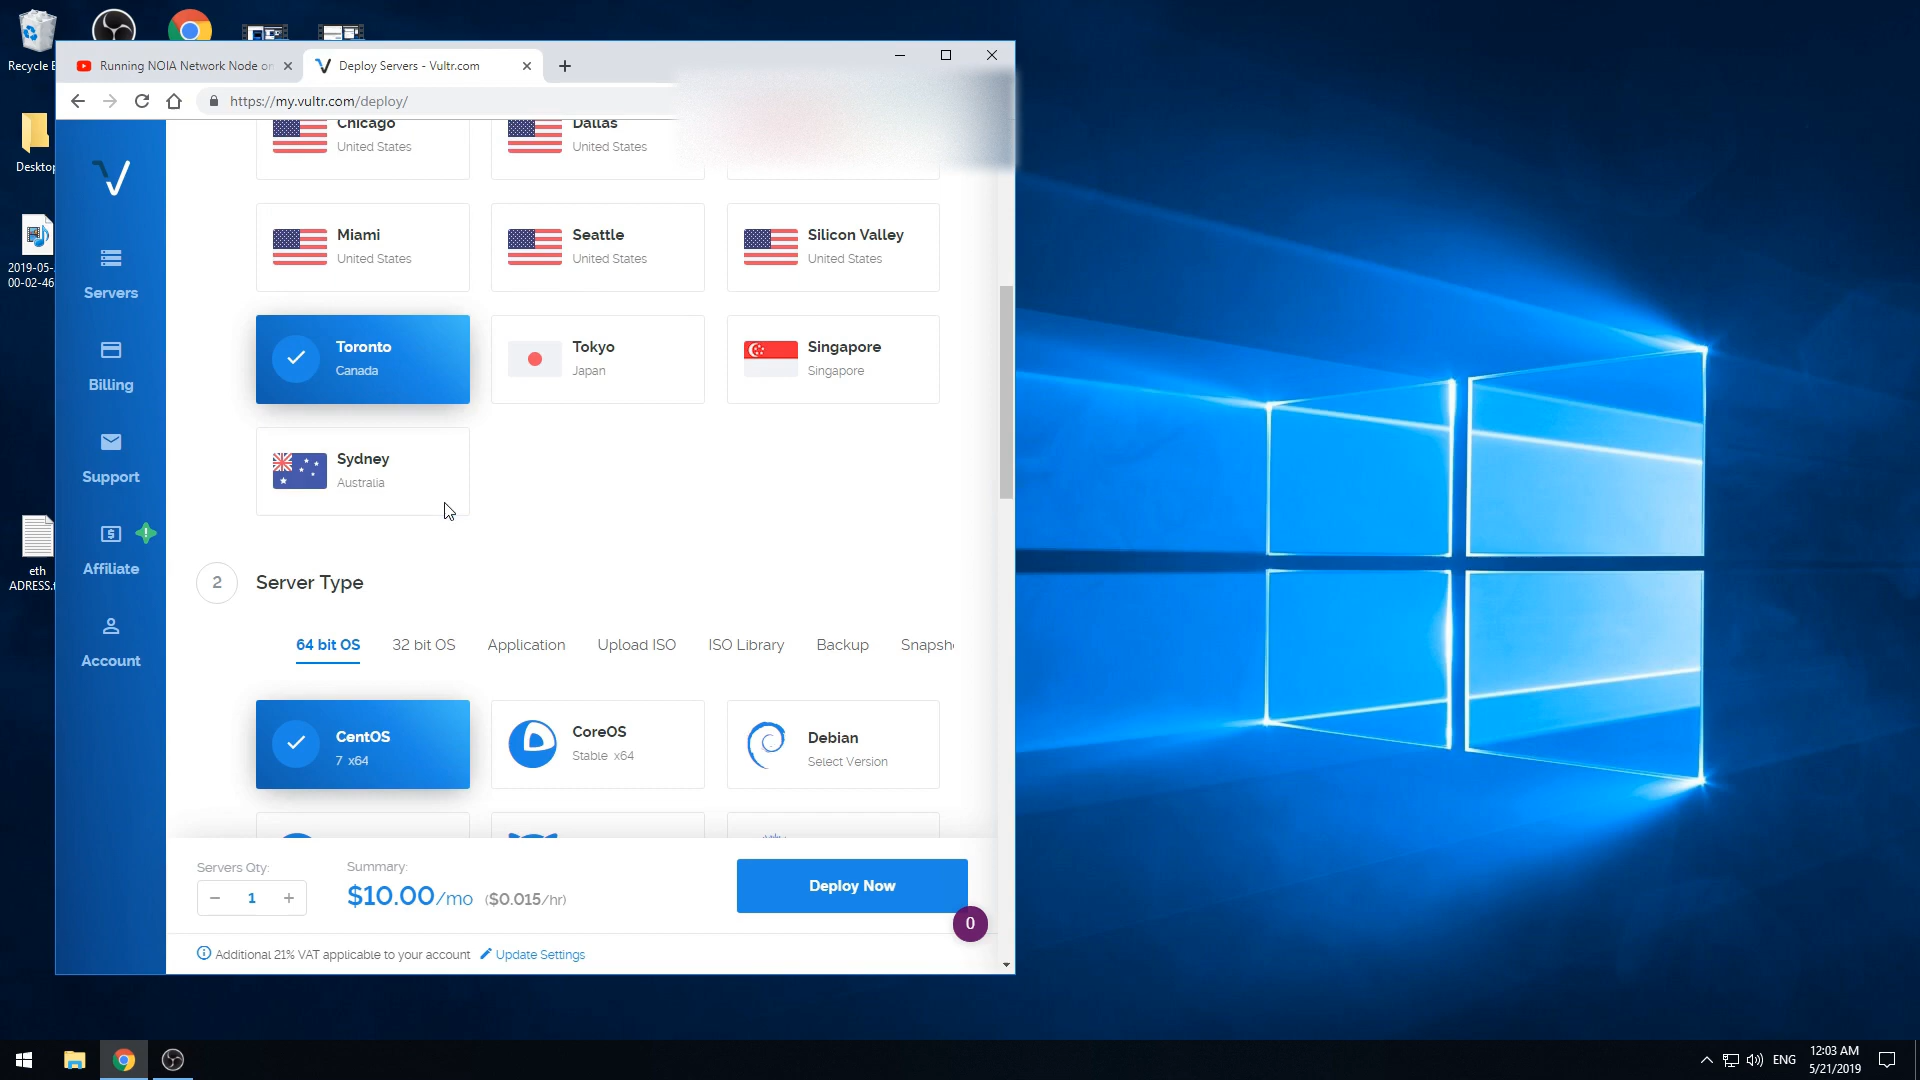 Recycle B
Desktop
2019-05-
00-02-46
eth
ADRESS.t
Running NOIA Network Node on
Deploy Servers - Vultr.com
https://my.vultr.com/deploy/
Servers
Billing
Support
Affiliate
Account
Chicago
United States
Dallas
United States
Miami
United States
Seattle
United States
Silicon Valley
United States
Toronto
Canada
Tokyo
Japan
Singapore
Singapore
Sydney
Australia
2
Server Type
64 bit OS
32 bit OS
Application
Upload ISO
ISO Library
Backup
Snapsh
CentOS
7 x64
CoreOS
Stable x64
Debian
Select Version
Servers Qty:
− 1 +
Summary:
$10.00/mo ($0.015/hr)
Deploy Now
0
Additional 21% VAT applicable to your account
Update Settings
ENG
12:03 AM
5/21/2019